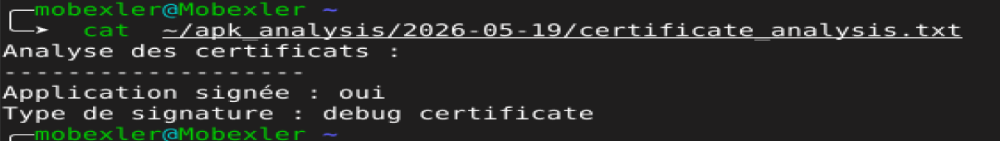 mobexler@Mobexler ~
cat ~/apk_analysis/2026-05-19/certificate_analysis.txt
Analyse des certificats :
-------------------
Application signée : oui
Type de signature : debug certificate
mobexler@Mobexler ~